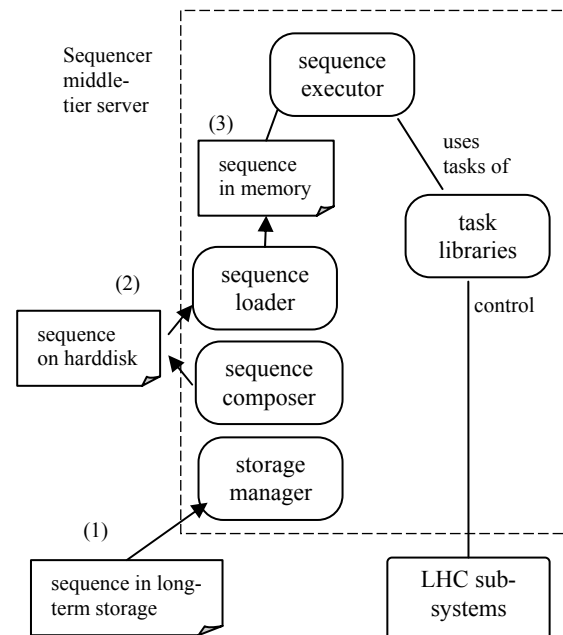 Sequencer
middle-
tier server
sequence
executor
(3)
uses
tasks of
sequence
in memory
task
libraries
sequence
loader
(2)
control
sequence
on harddisk
sequence
composer
storage
manager
(1)
sequence in long-
term storage
LHC sub-
systems